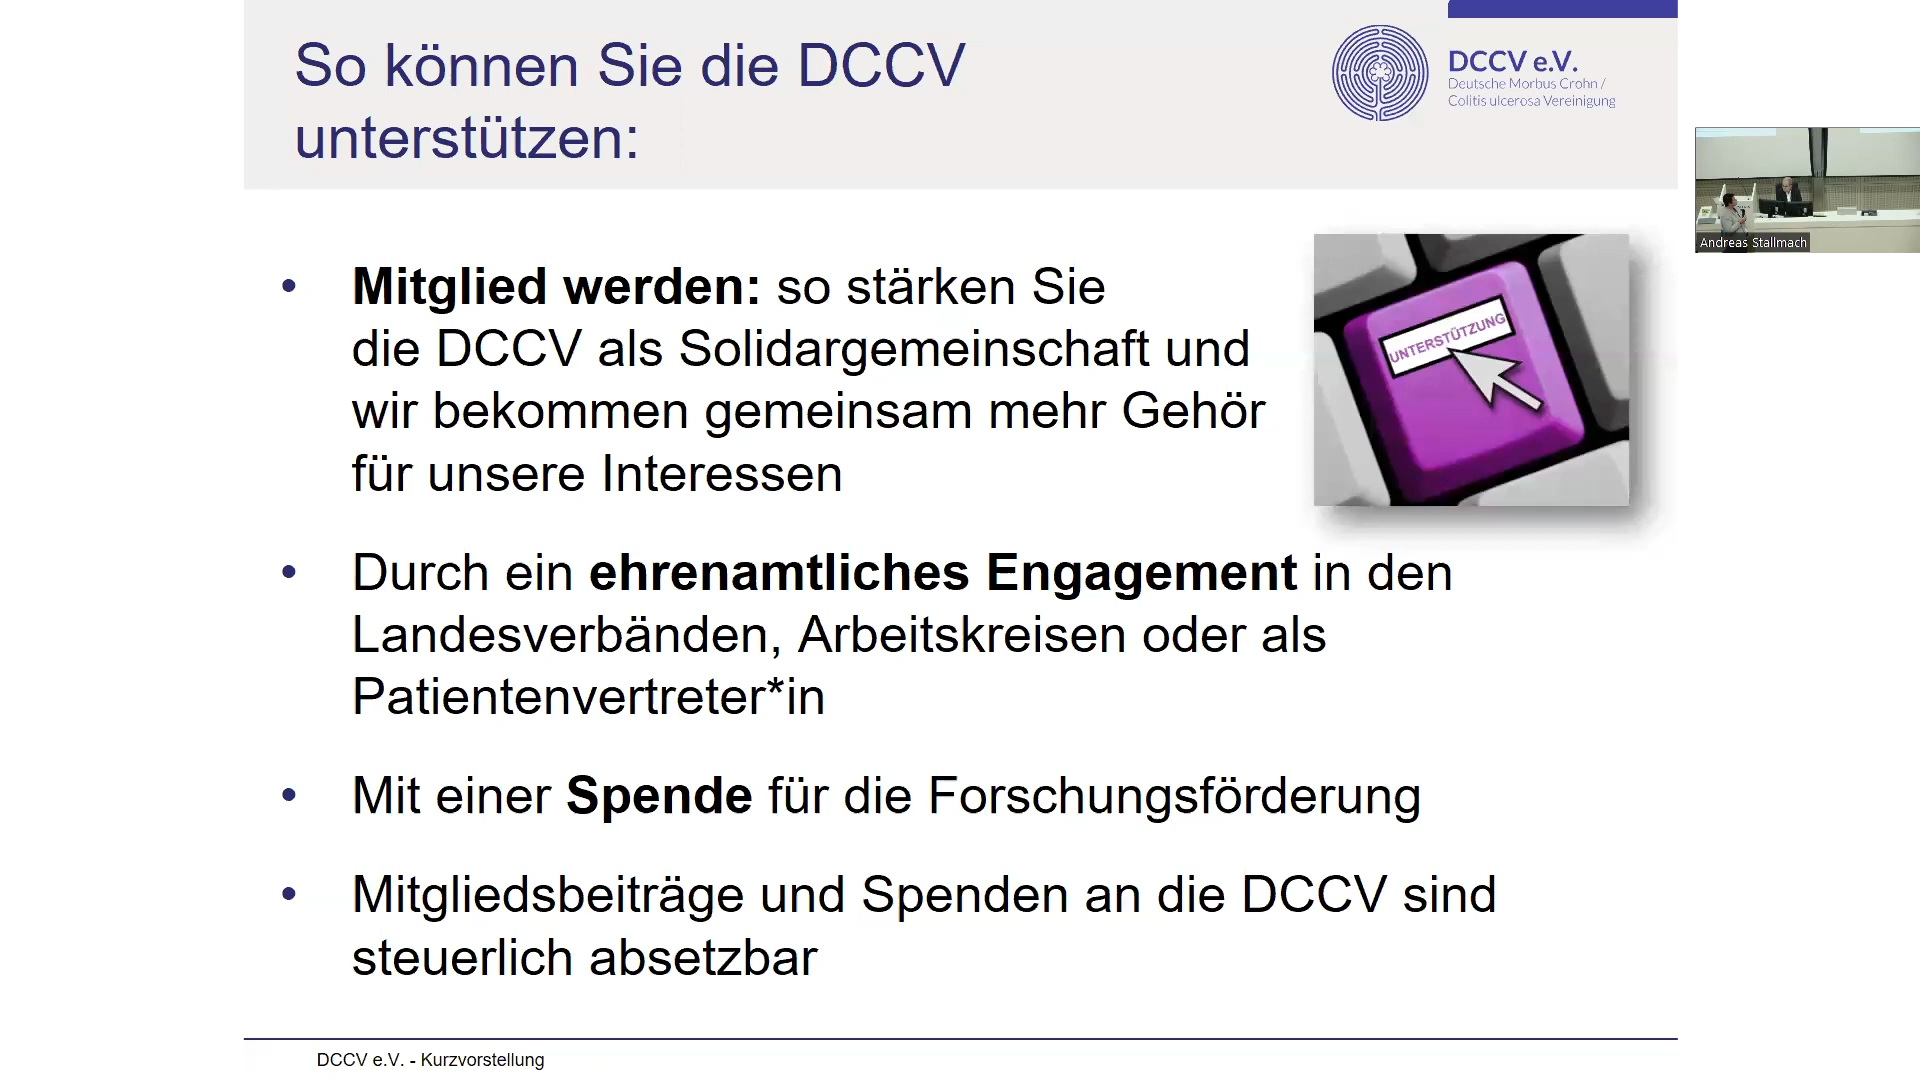 So können Sie die DCCV
unterstützen:
DCCV e.V.
Deutsche Morbus Crohn /
Colitis ulcerosa Vereinigung
Andreas Stallmach
• Mitglied werden: so stärken Sie
die DCCV als Solidargemeinschaft und
wir bekommen gemeinsam mehr Gehör
für unsere Interessen
UNTERSTÜTZUNG
• Durch ein ehrenamtliches Engagement in den
Landesverbänden, Arbeitskreisen oder als
Patientenvertreter*in
• Mit einer Spende für die Forschungsförderung
• Mitgliedsbeiträge und Spenden an die DCCV sind
steuerlich absetzbar
DCCV e.V. - Kurzvorstellung